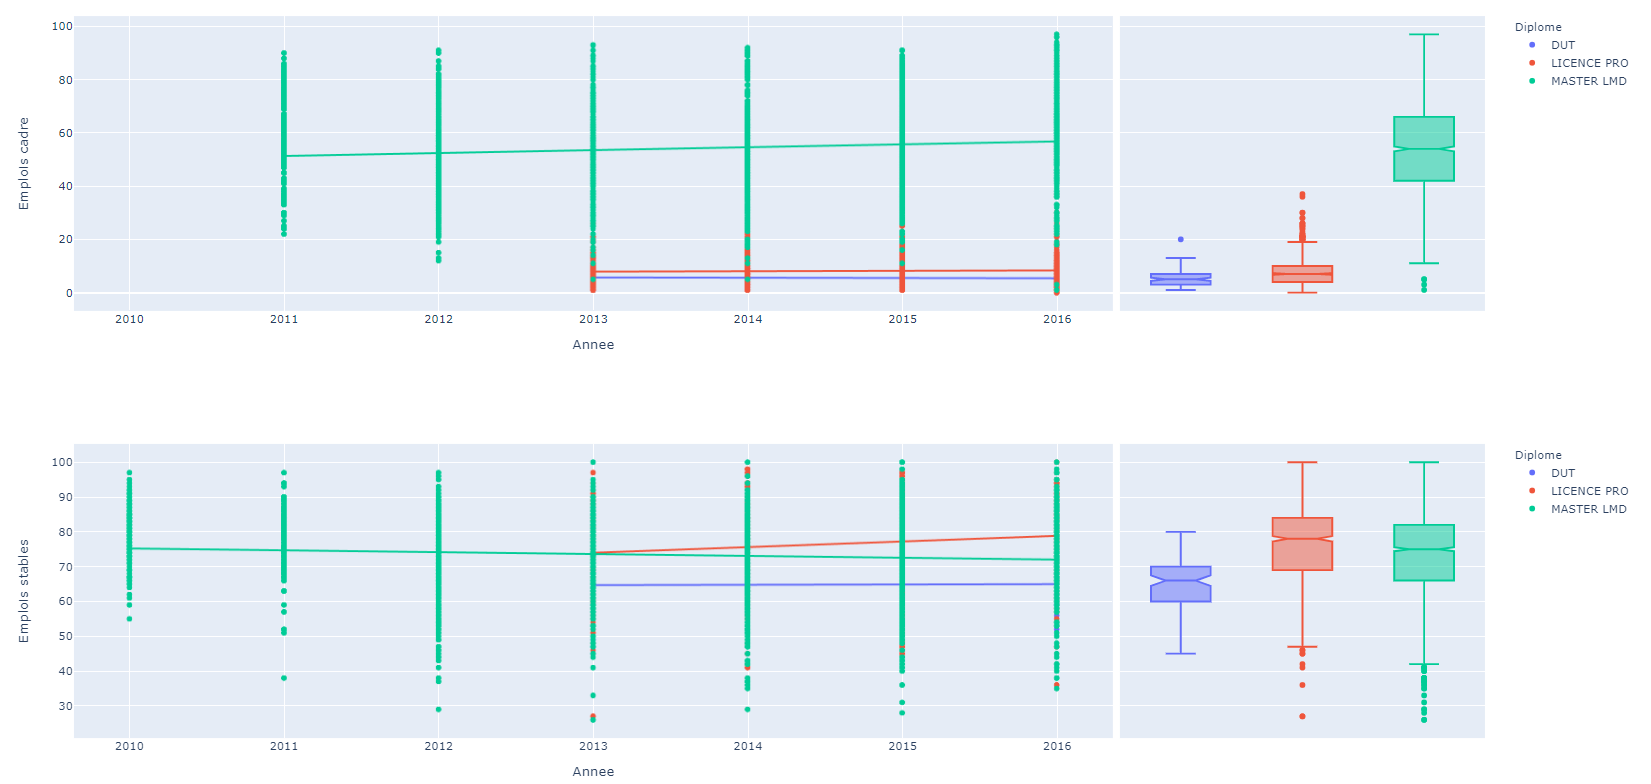 100
80
60
40
20
0
Emplois cadre
2010 2011 2012 2013 2014 2015 2016
Annee
Diplome
DUT
LICENCE PRO
MASTER LMD
100
90
80
70
60
50
40
30
Emplois stables
2010 2011 2012 2013 2014 2015 2016
Annee
Diplome
DUT
LICENCE PRO
MASTER LMD